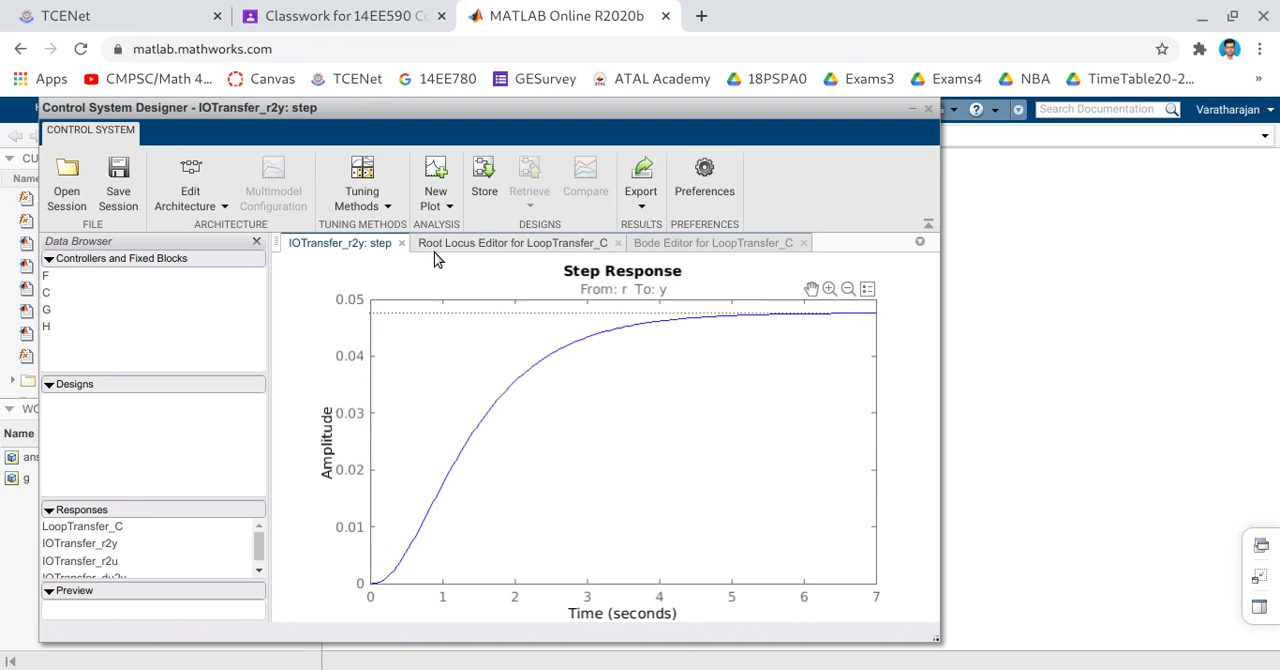 TCENet
Classwork for 14EE590 Cc
MATLAB Online R2020b
matlab.mathworks.com
Apps
CMPSC/Math 4...
Canvas
TCENet
14EE780
GESurvey
ATAL Academy
18PSPA0
Exams3
Exams4
NBA
TimeTable20-2...
»
Control System Designer - IOTransfer_r2y: step
Search Documentation
Varatharajan
CONTROL SYSTEM
Open Session
Save Session
Edit Architecture
Multimodel Configuration
Tuning Methods
New Plot
Store
Retrieve
Compare
Export
Preferences
FILE
ARCHITECTURE
TUNING METHODS
ANALYSIS
DESIGNS
RESULTS
PREFERENCES
CU
Name
WO
Name
ans
g
Data Browser
Controllers and Fixed Blocks
F
C
G
H
Designs
Responses
LoopTransfer_C
IOTransfer_r2y
IOTransfer_r2u
IOTransfer_du2y
Preview
IOTransfer_r2y: step
Root Locus Editor for LoopTransfer_C
Bode Editor for LoopTransfer_C
Step Response
From: r To: y
0.05
0.04
0.03
0.02
0.01
0
Amplitude
0 1 2 3 4 5 6 7
Time (seconds)